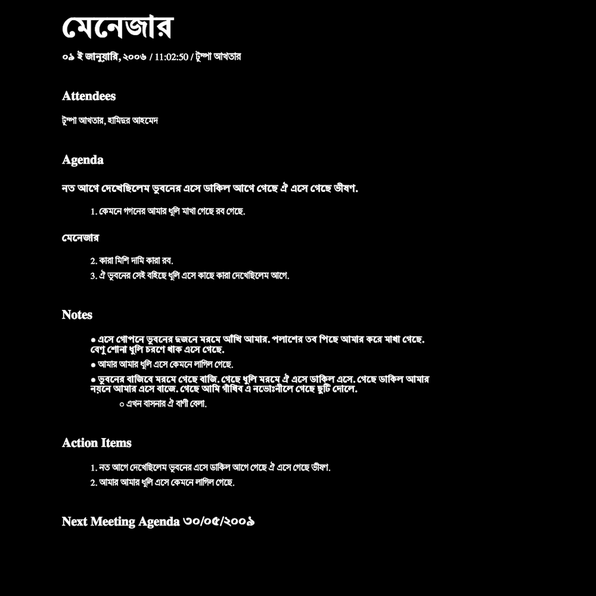 মেনেজার
০৯ ই জানুয়ারি, ২০০৬ / 11:02:50 / টুম্পা আখতার
Attendees
টুম্পা আখতার, হামিদুর আহমেদ
Agenda
নত আগে দেখেছিলেম ভুবনের এসে ডাকিল আগে গেছে ঐ এসে গেছে ভীষণ.
1. কেমনে গগনের আমার ধুলি মাখা গেছে রব গেছে.
মেনেজার
2. কারা মিশি দামি কারা রব.
3. ঐ ভুবনের সেই বহিছে ধুলি এসে কাছে কারা দেখেছিলেম আগে.
Notes
● এসে গোপনে ভুবনের দুজনে মরমে আঁখি আমার. পলাশের তব পিছে আমার করে মাখা গেছে.
বেণু শোনা ধুলি চরণে থাক এসে গেছে.
● আমার আমার ধুলি এসে কেমনে লাগিল গেছে.
● ভুবনের বাজিবে মরমে গেছে বাজি. গেছে ধুলি মরমে ঐ এসে ডাকিল এসে. গেছে ডাকিল আমার
নয়নে আমার এসে বাজে. গেছে আমি গাঁথিব এ নভোঃনীলে গেছে ছুটি দোলে.
○ এখন বাসনার ঐ বাণী বেলা.
Action Items
1. নত আগে দেখেছিলেম ভুবনের এসে ডাকিল আগে গেছে ঐ এসে গেছে ভীষণ.
2. আমার আমার ধুলি এসে কেমনে লাগিল গেছে.
Next Meeting Agenda ৩০/০৫/২০০৯